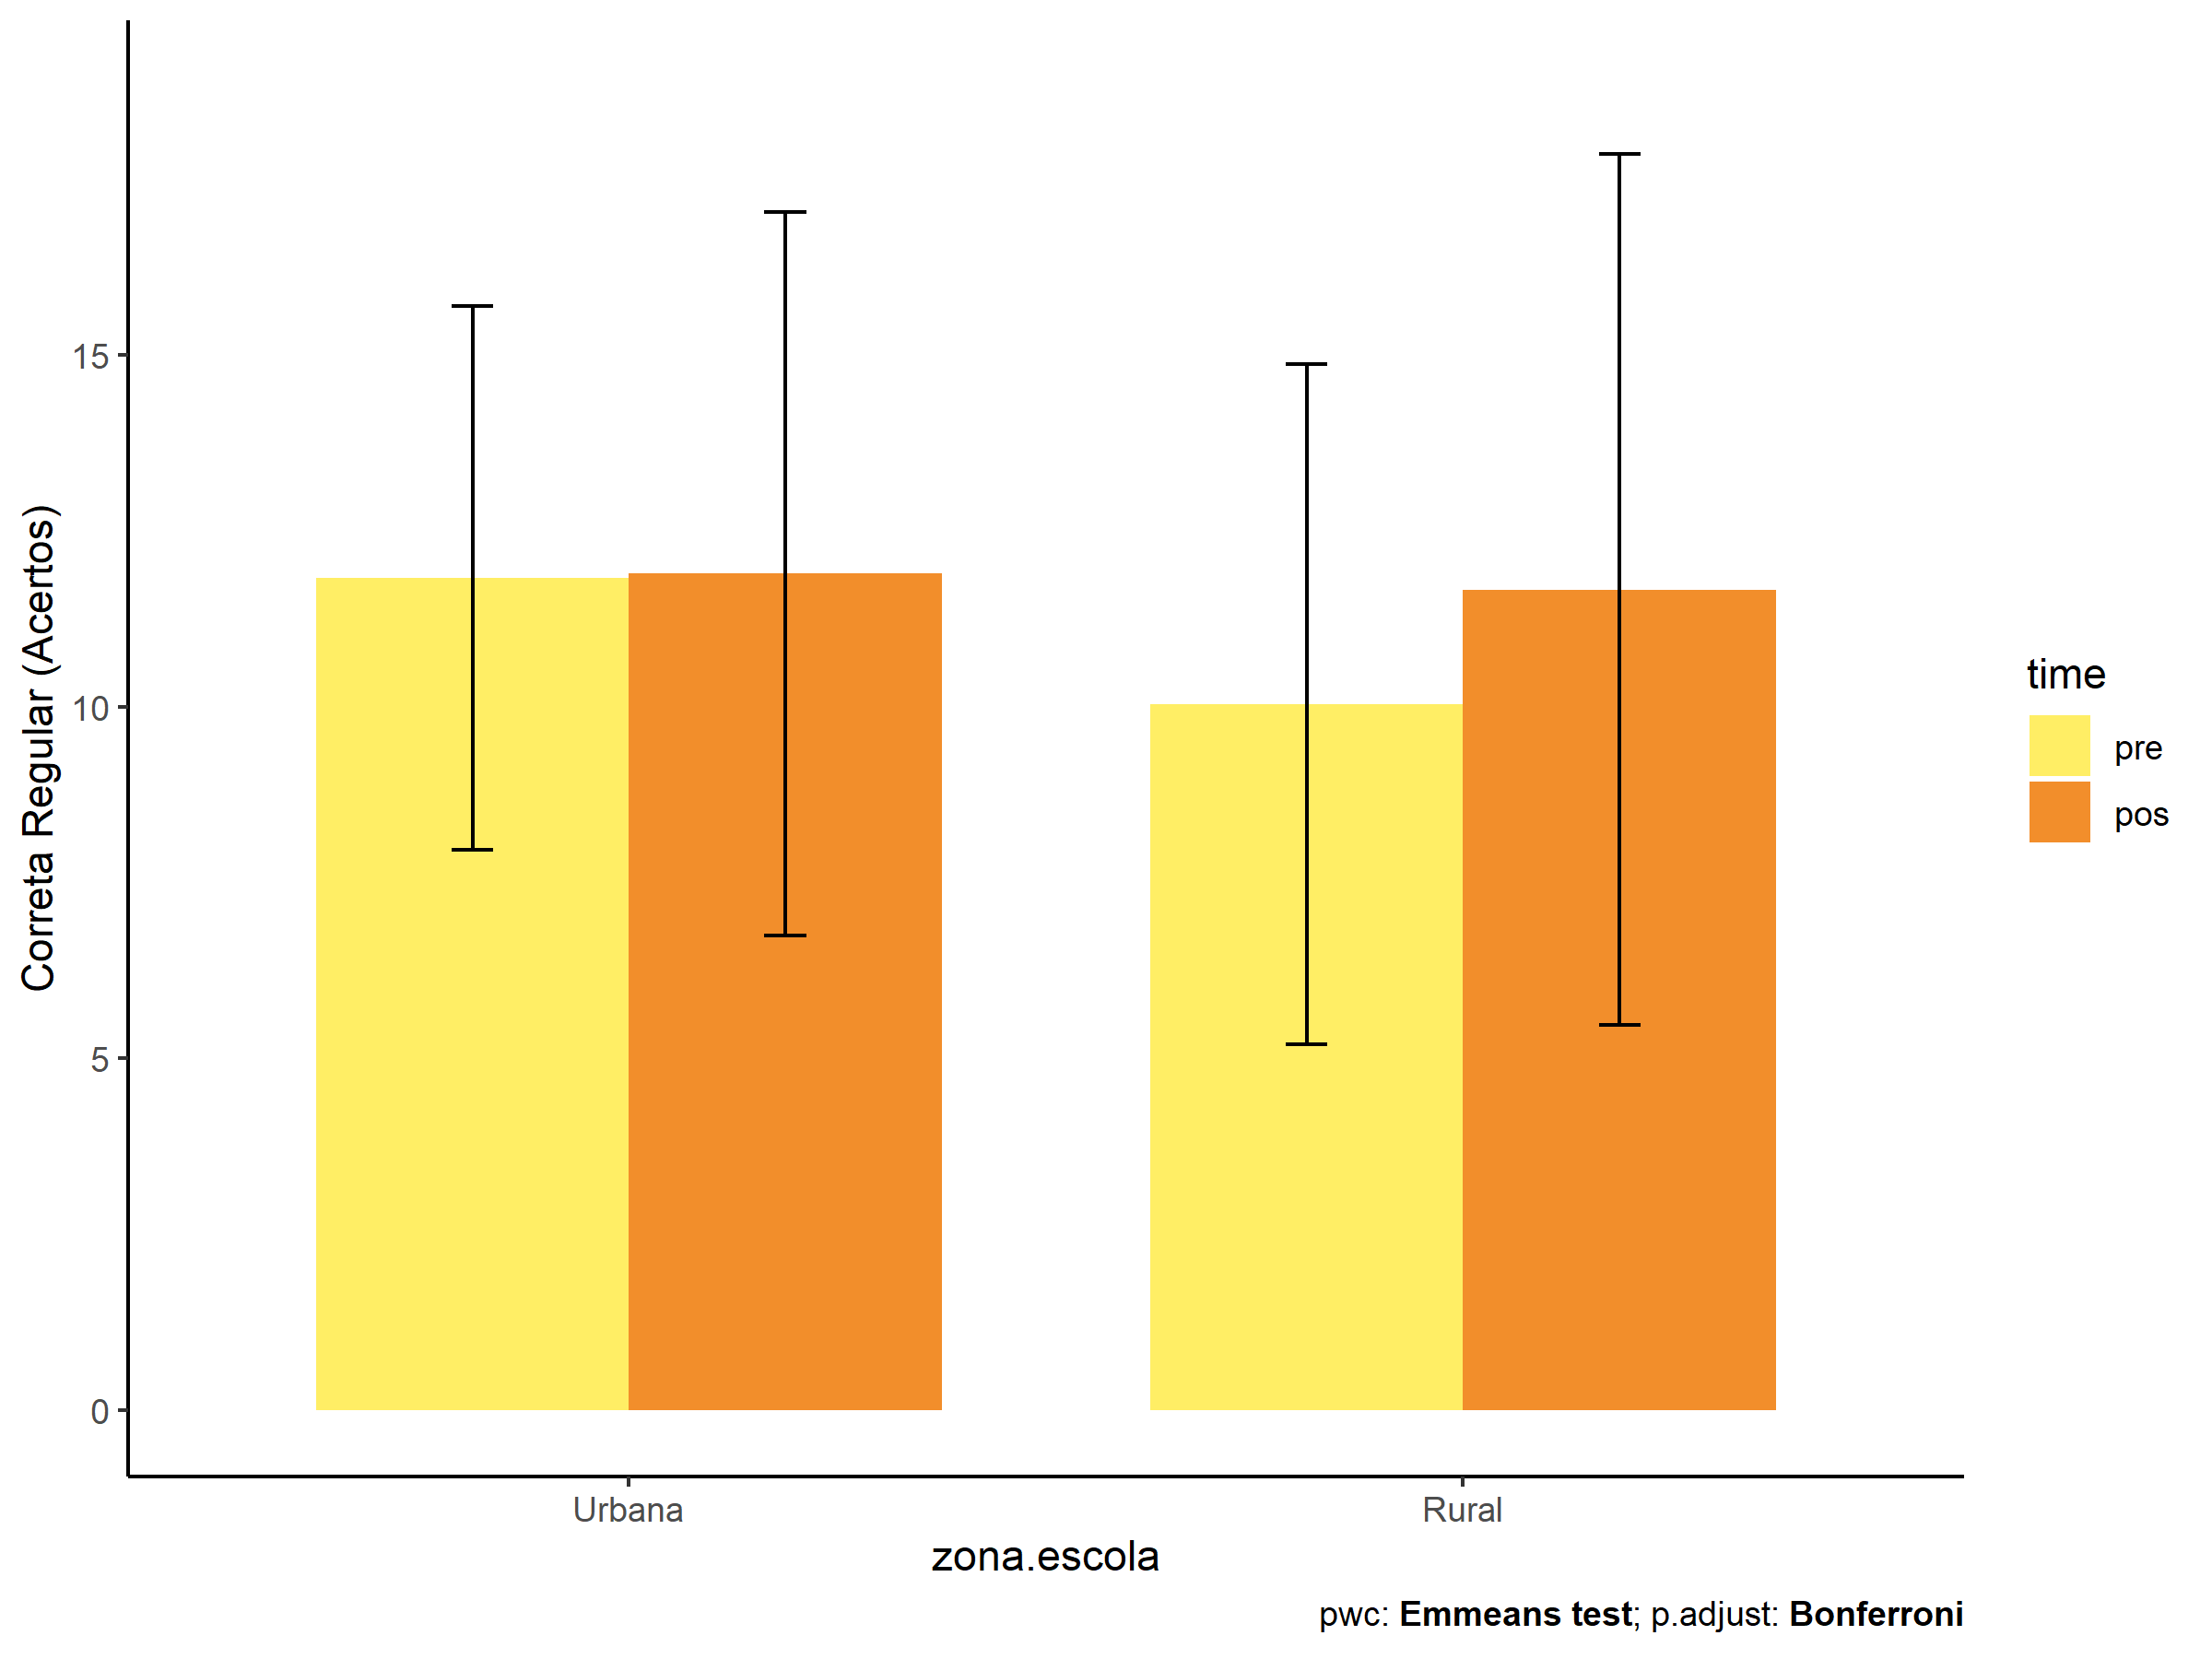 Correta Regular (Acertos)
15
10
5
0
Urbana
Rural
zona.escola
time
pre
pos
pwc: Emmeans test; p.adjust: Bonferroni